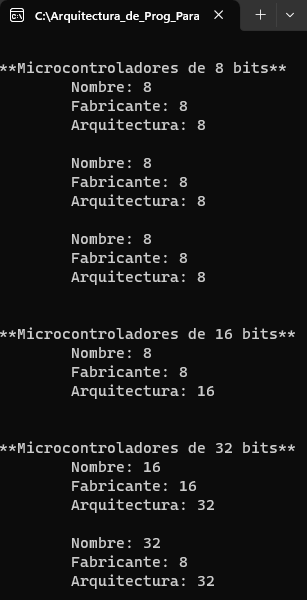 C:\Arquitectura_de_Prog_Para
**Microcontroladores de 8 bits**
Nombre: 8
Fabricante: 8
Arquitectura: 8
Nombre: 8
Fabricante: 8
Arquitectura: 8
Nombre: 8
Fabricante: 8
Arquitectura: 8
**Microcontroladores de 16 bits**
Nombre: 8
Fabricante: 8
Arquitectura: 16
**Microcontroladores de 32 bits**
Nombre: 16
Fabricante: 16
Arquitectura: 32
Nombre: 32
Fabricante: 8
Arquitectura: 32